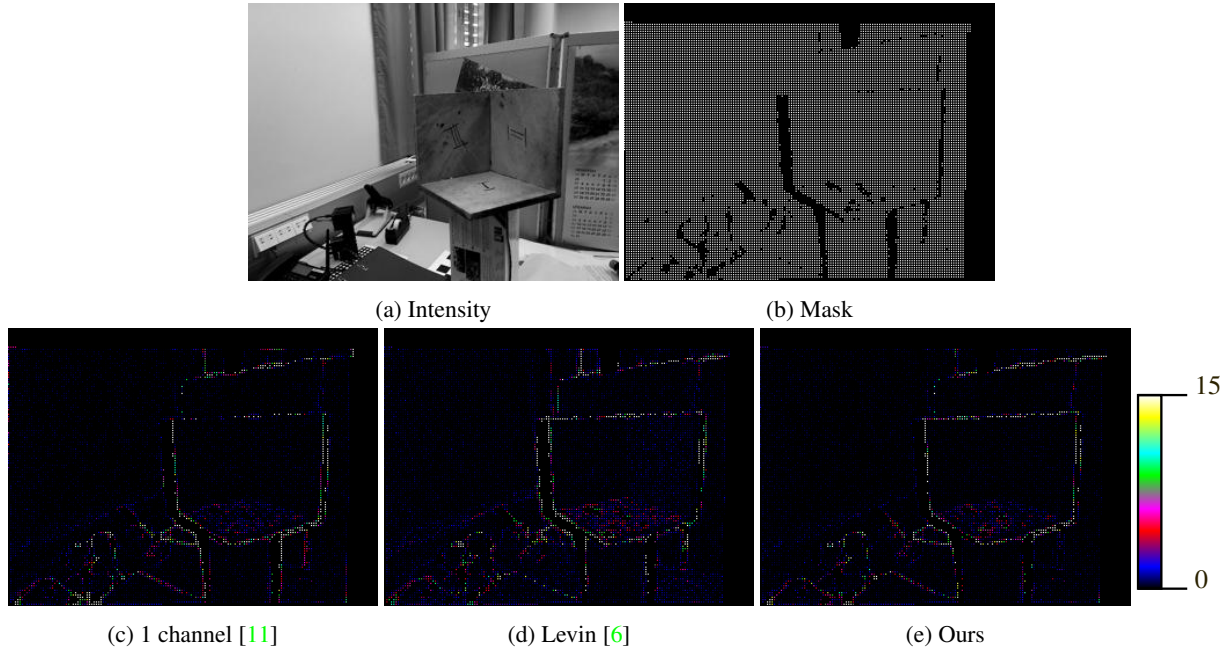 (a) Intensity
(b) Mask
15
0
(c) 1 channel [11]
(d) Levin [6]
(e) Ours